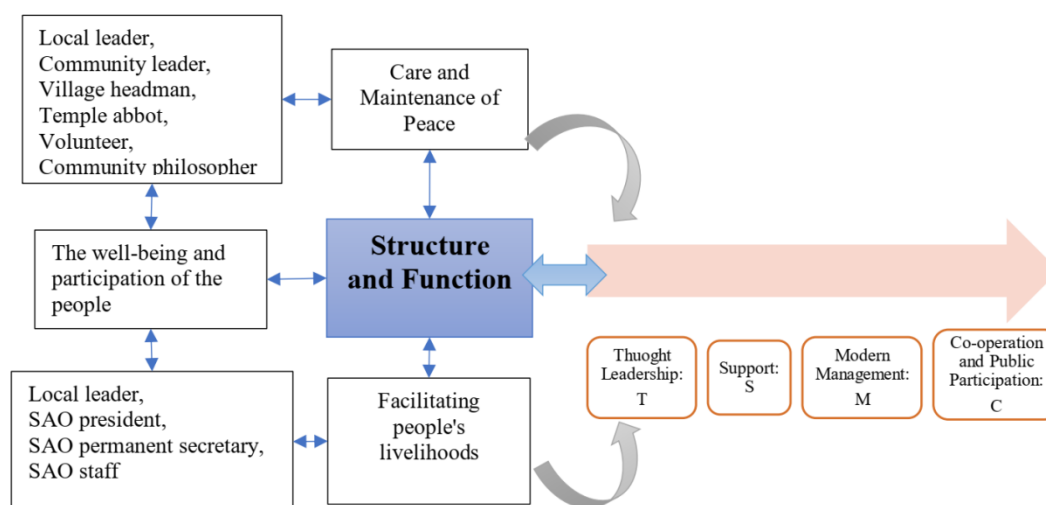 Local leader,
Community leader,
Village headman,
Temple abbot,
Volunteer,
Community philosopher
Care and
Maintenance of
Peace
The well-being and
participation of the
people
Structure
and Function
Local leader,
SAO president,
SAO permanent secretary,
SAO staff
Facilitating
people's
livelihoods
Thuoght
Leadership:
T
Support:
S
Modern
Management:
M
Co-operation
and Public
Participation:
C